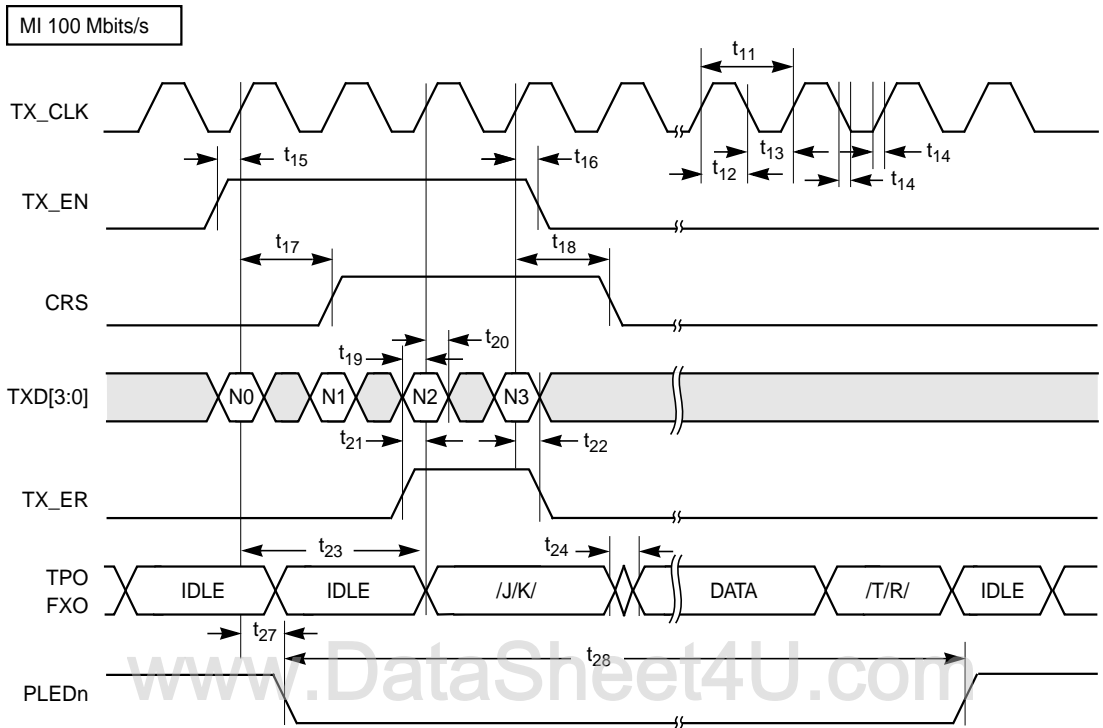 MI 100 Mbits/s
t11
TX_CLK
t15
t16
t12
t13
t14
t14
TX_EN
t17
t18
CRS
t19
t20
TXD[3:0]
N0
N1
N2
N3
t21
t22
TX_ER
t23
t24
TPO
FXO
IDLE
IDLE
/J/K/
DATA
/T/R/
IDLE
t27
t28
www.DataSheet4U.com
PLEDn